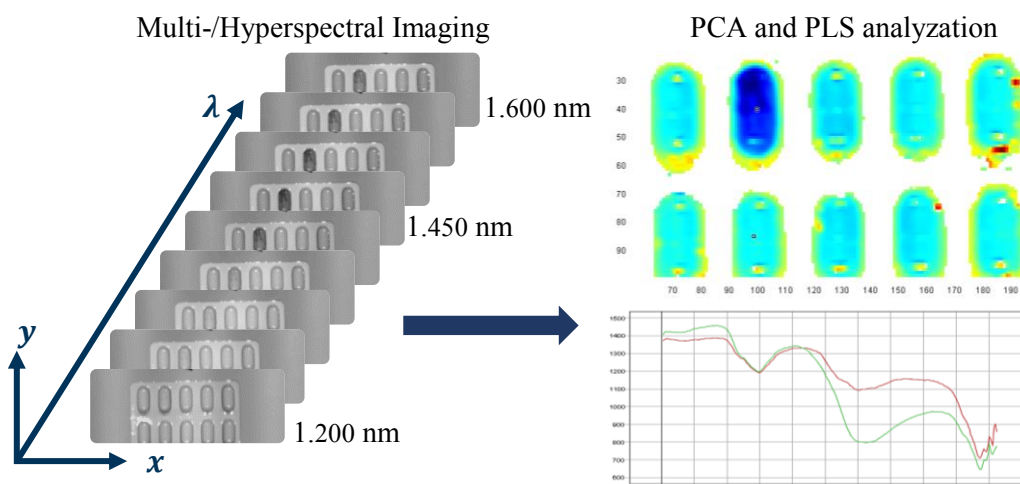 Multi-/Hyperspectral Imaging
PCA and PLS analyzation
λ
1.600 nm
1.450 nm
1.200 nm
y
x
30
40
50
60
70
80
90
70 80 90 100 110 120 130 140 150 160 170 180 190
1500
1400
1300
1200
1100
1000
900
800
700
600